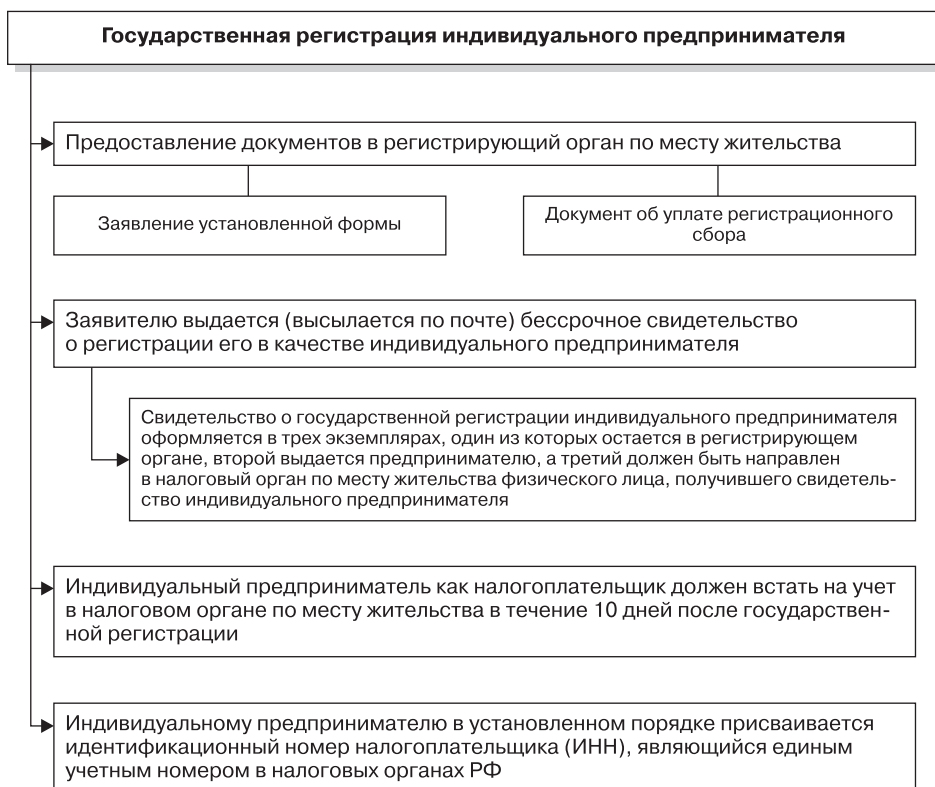 Государственная регистрация индивидуального предпринимателя
Предоставление документов в регистрирующий орган по месту жительства
Заявление установленной формы
Документ об уплате регистрационного
сбора
Заявителю выдается (высылается по почте) бессрочное свидетельство
о регистрации его в качестве индивидуального предпринимателя
Свидетельство о государственной регистрации индивидуального предпринимателя
оформляется в трех экземплярах, один из которых остается в регистрирующем
органе, второй выдается предпринимателю, а третий должен быть направлен
в налоговый орган по месту жительства физического лица, получившего свидетель-
ство индивидуального предпринимателя
Индивидуальный предприниматель как налогоплательщик должен встать на учет
в налоговом органе по месту жительства в течение 10 дней после государствен-
ной регистрации
Индивидуальному предпринимателю в установленном порядке присваивается
идентификационный номер налогоплательщика (ИНН), являющийся единым
учетным номером в налоговых органах РФ